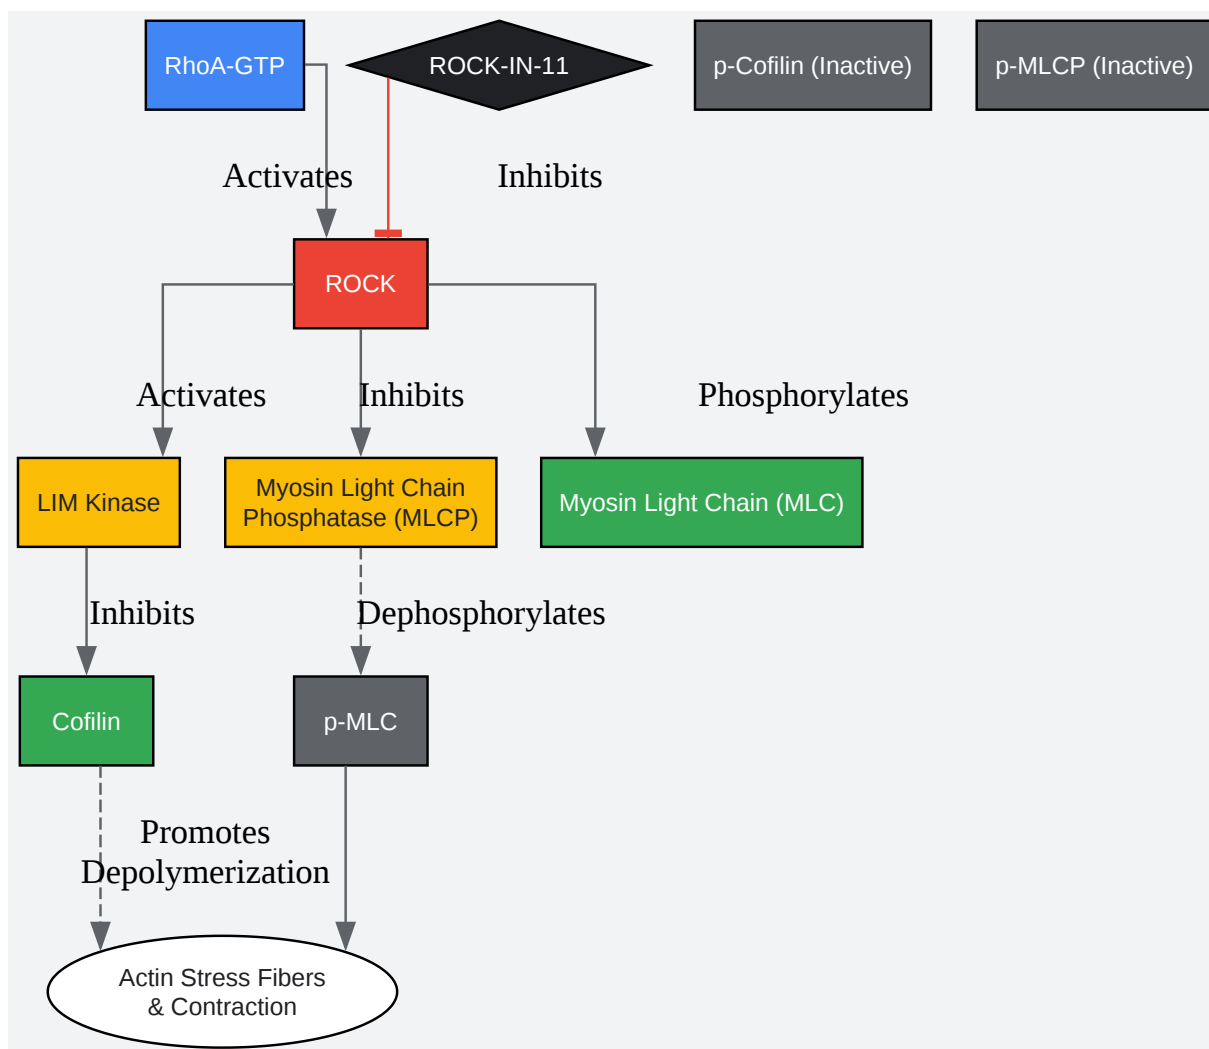 RhoA-GTP
ROCK-IN-11
p-Cofilin (Inactive)
p-MLCP (Inactive)
Activates
Inhibits
ROCK
Activates
Inhibits
Phosphorylates
LIM Kinase
Myosin Light Chain
Phosphatase (MLCP)
Myosin Light Chain (MLC)
Inhibits
Dephosphorylates
Cofilin
p-MLC
Promotes
Depolymerization
Actin Stress Fibers
& Contraction